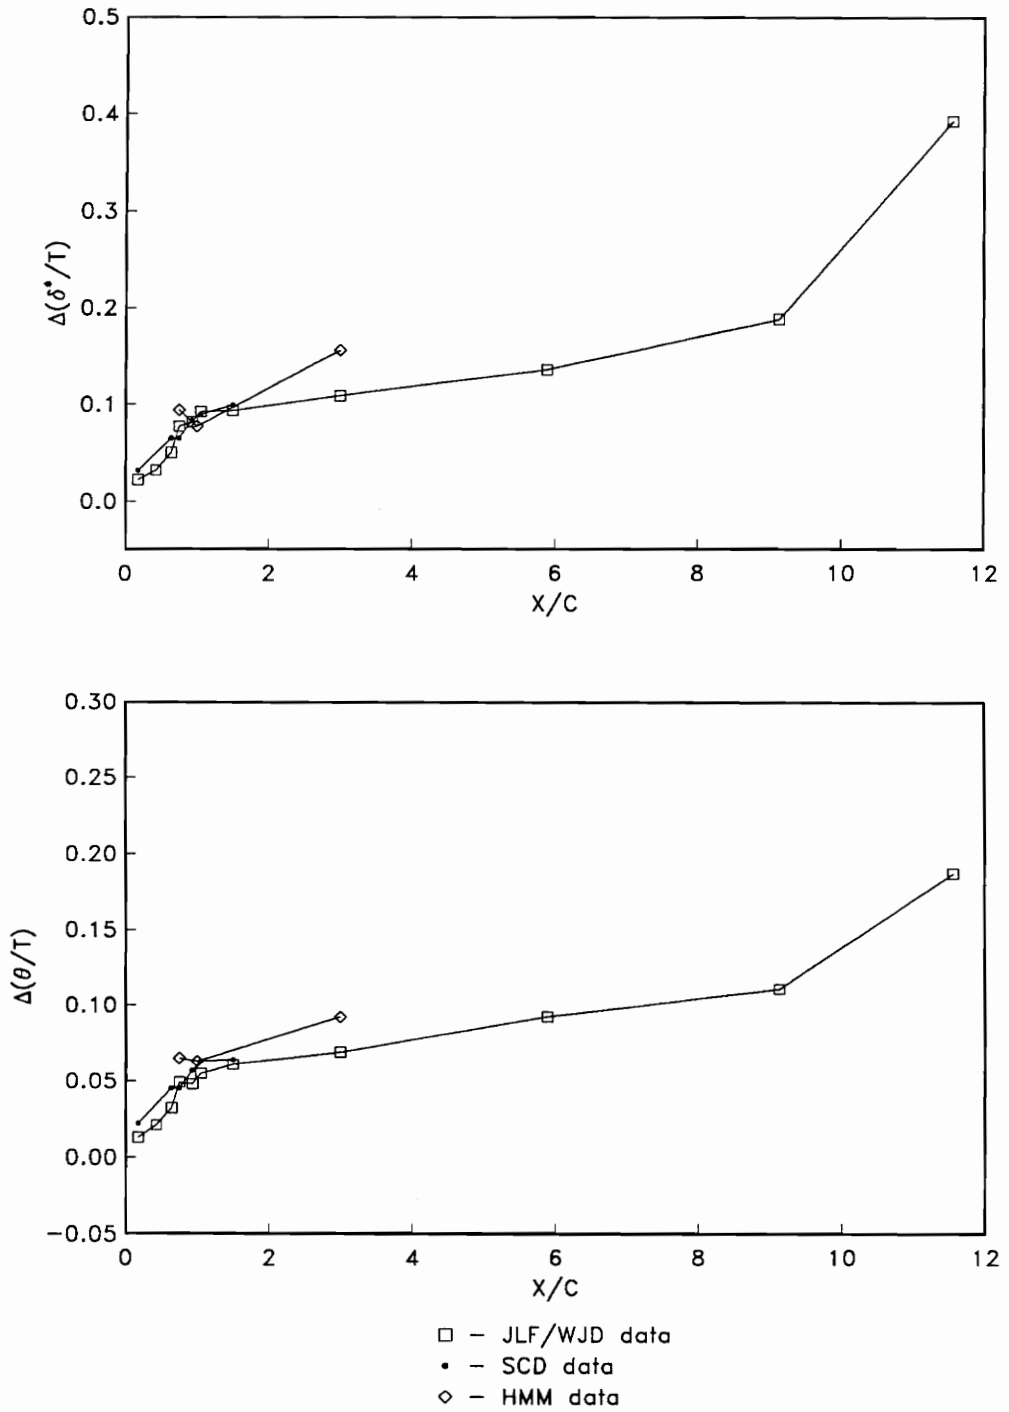 0.5
0.4
0.3
0.2
0.1
0.0
Δ(δ*/T)
0 2 4 6 8 10 12
X/C
0.30
0.25
0.20
0.15
0.10
0.05
0.00
−0.05
Δ(θ/T)
0 2 4 6 8 10 12
X/C
□ − JLF/WJD data
• − SCD data
◇ − HMM data